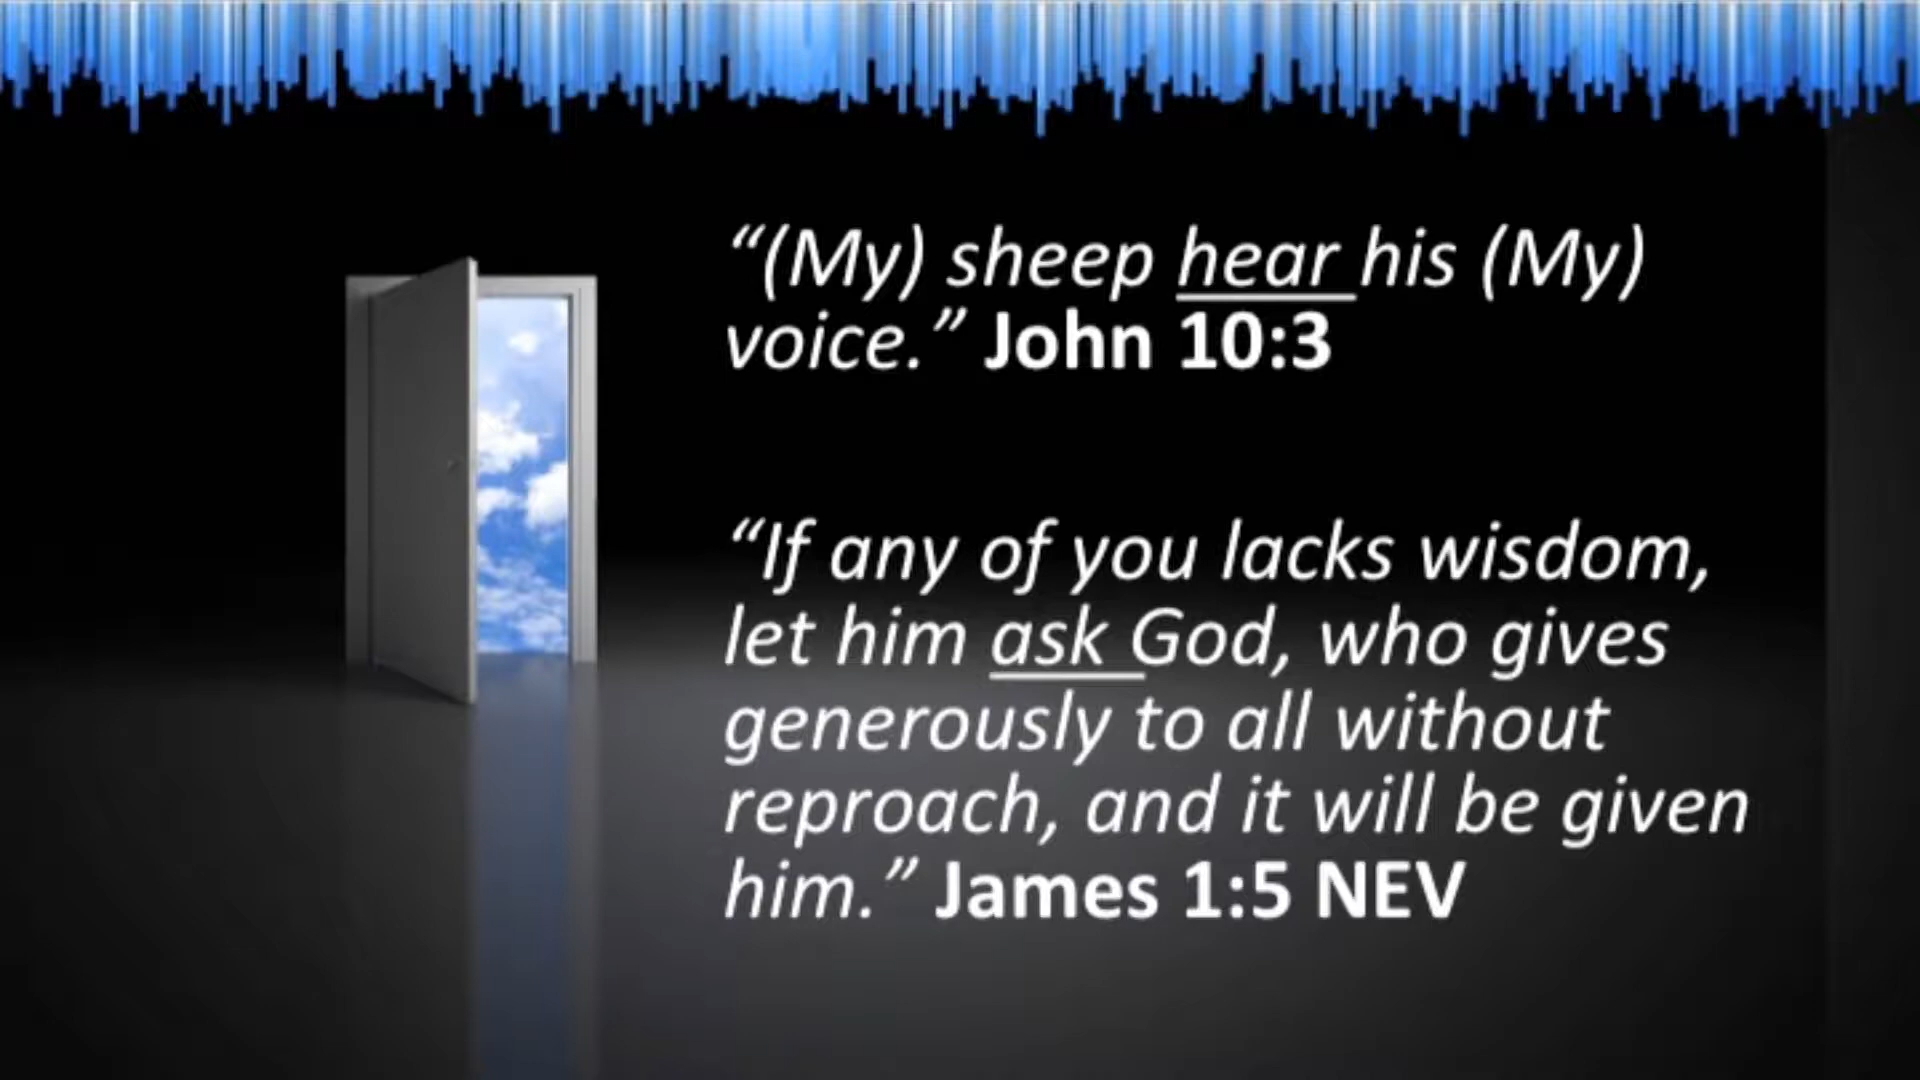 “(My) sheep hear his (My)
voice.” John 10:3
“If any of you lacks wisdom,
let him ask God, who gives
generously to all without
reproach, and it will be given
him.” James 1:5 NEV